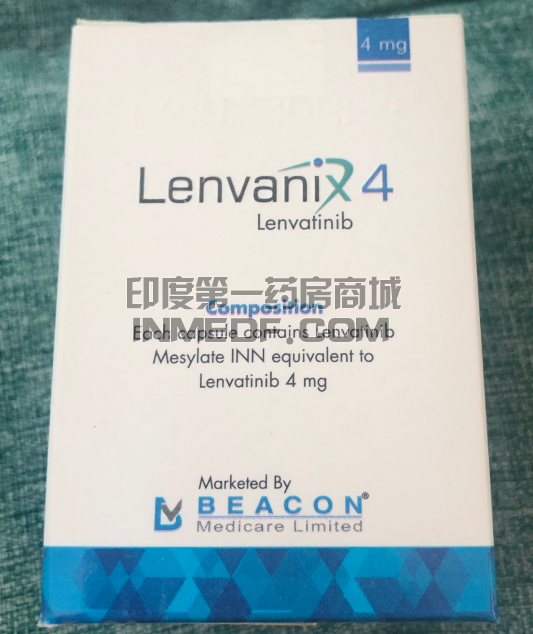 4 mg
Lenvanix 4
Lenvatinib
印度第一药房商城
Composition
INMEDF.COM
Each capsule contains Lenvatinib
Mesylate INN equivalent to
Lenvatinib 4 mg
Marketed By
BEACON®
Medicare Limited